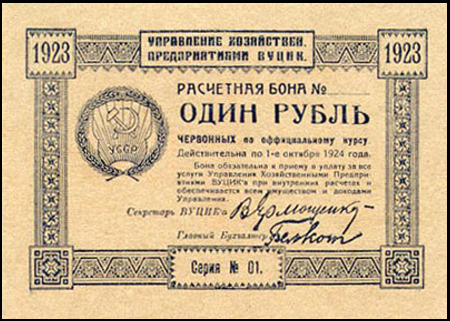 1923
УПРАВЛЕНИЕ ХОЗЯЙСТВЕН.
ПРЕДПРИЯТИЯМИ ВУЦИК.
1923
РАСЧЕТНАЯ БОНА №
ОДИН РУБЛЬ
ЧЕРВОННЫХ по оффициальному курсу
Действительна по 1-е октября 1924 года.
Бона обязательна к приему в уплату за все
услуги Управления Хозяйственными Предпри-
ятиями ВУЦИК'а при внутренних расчетах и
обеспечивается всем имуществом и доходами
Управления.
УССР
Секретарь ВУЦИК'а
Главный Бухгалтер
Серия № 01.